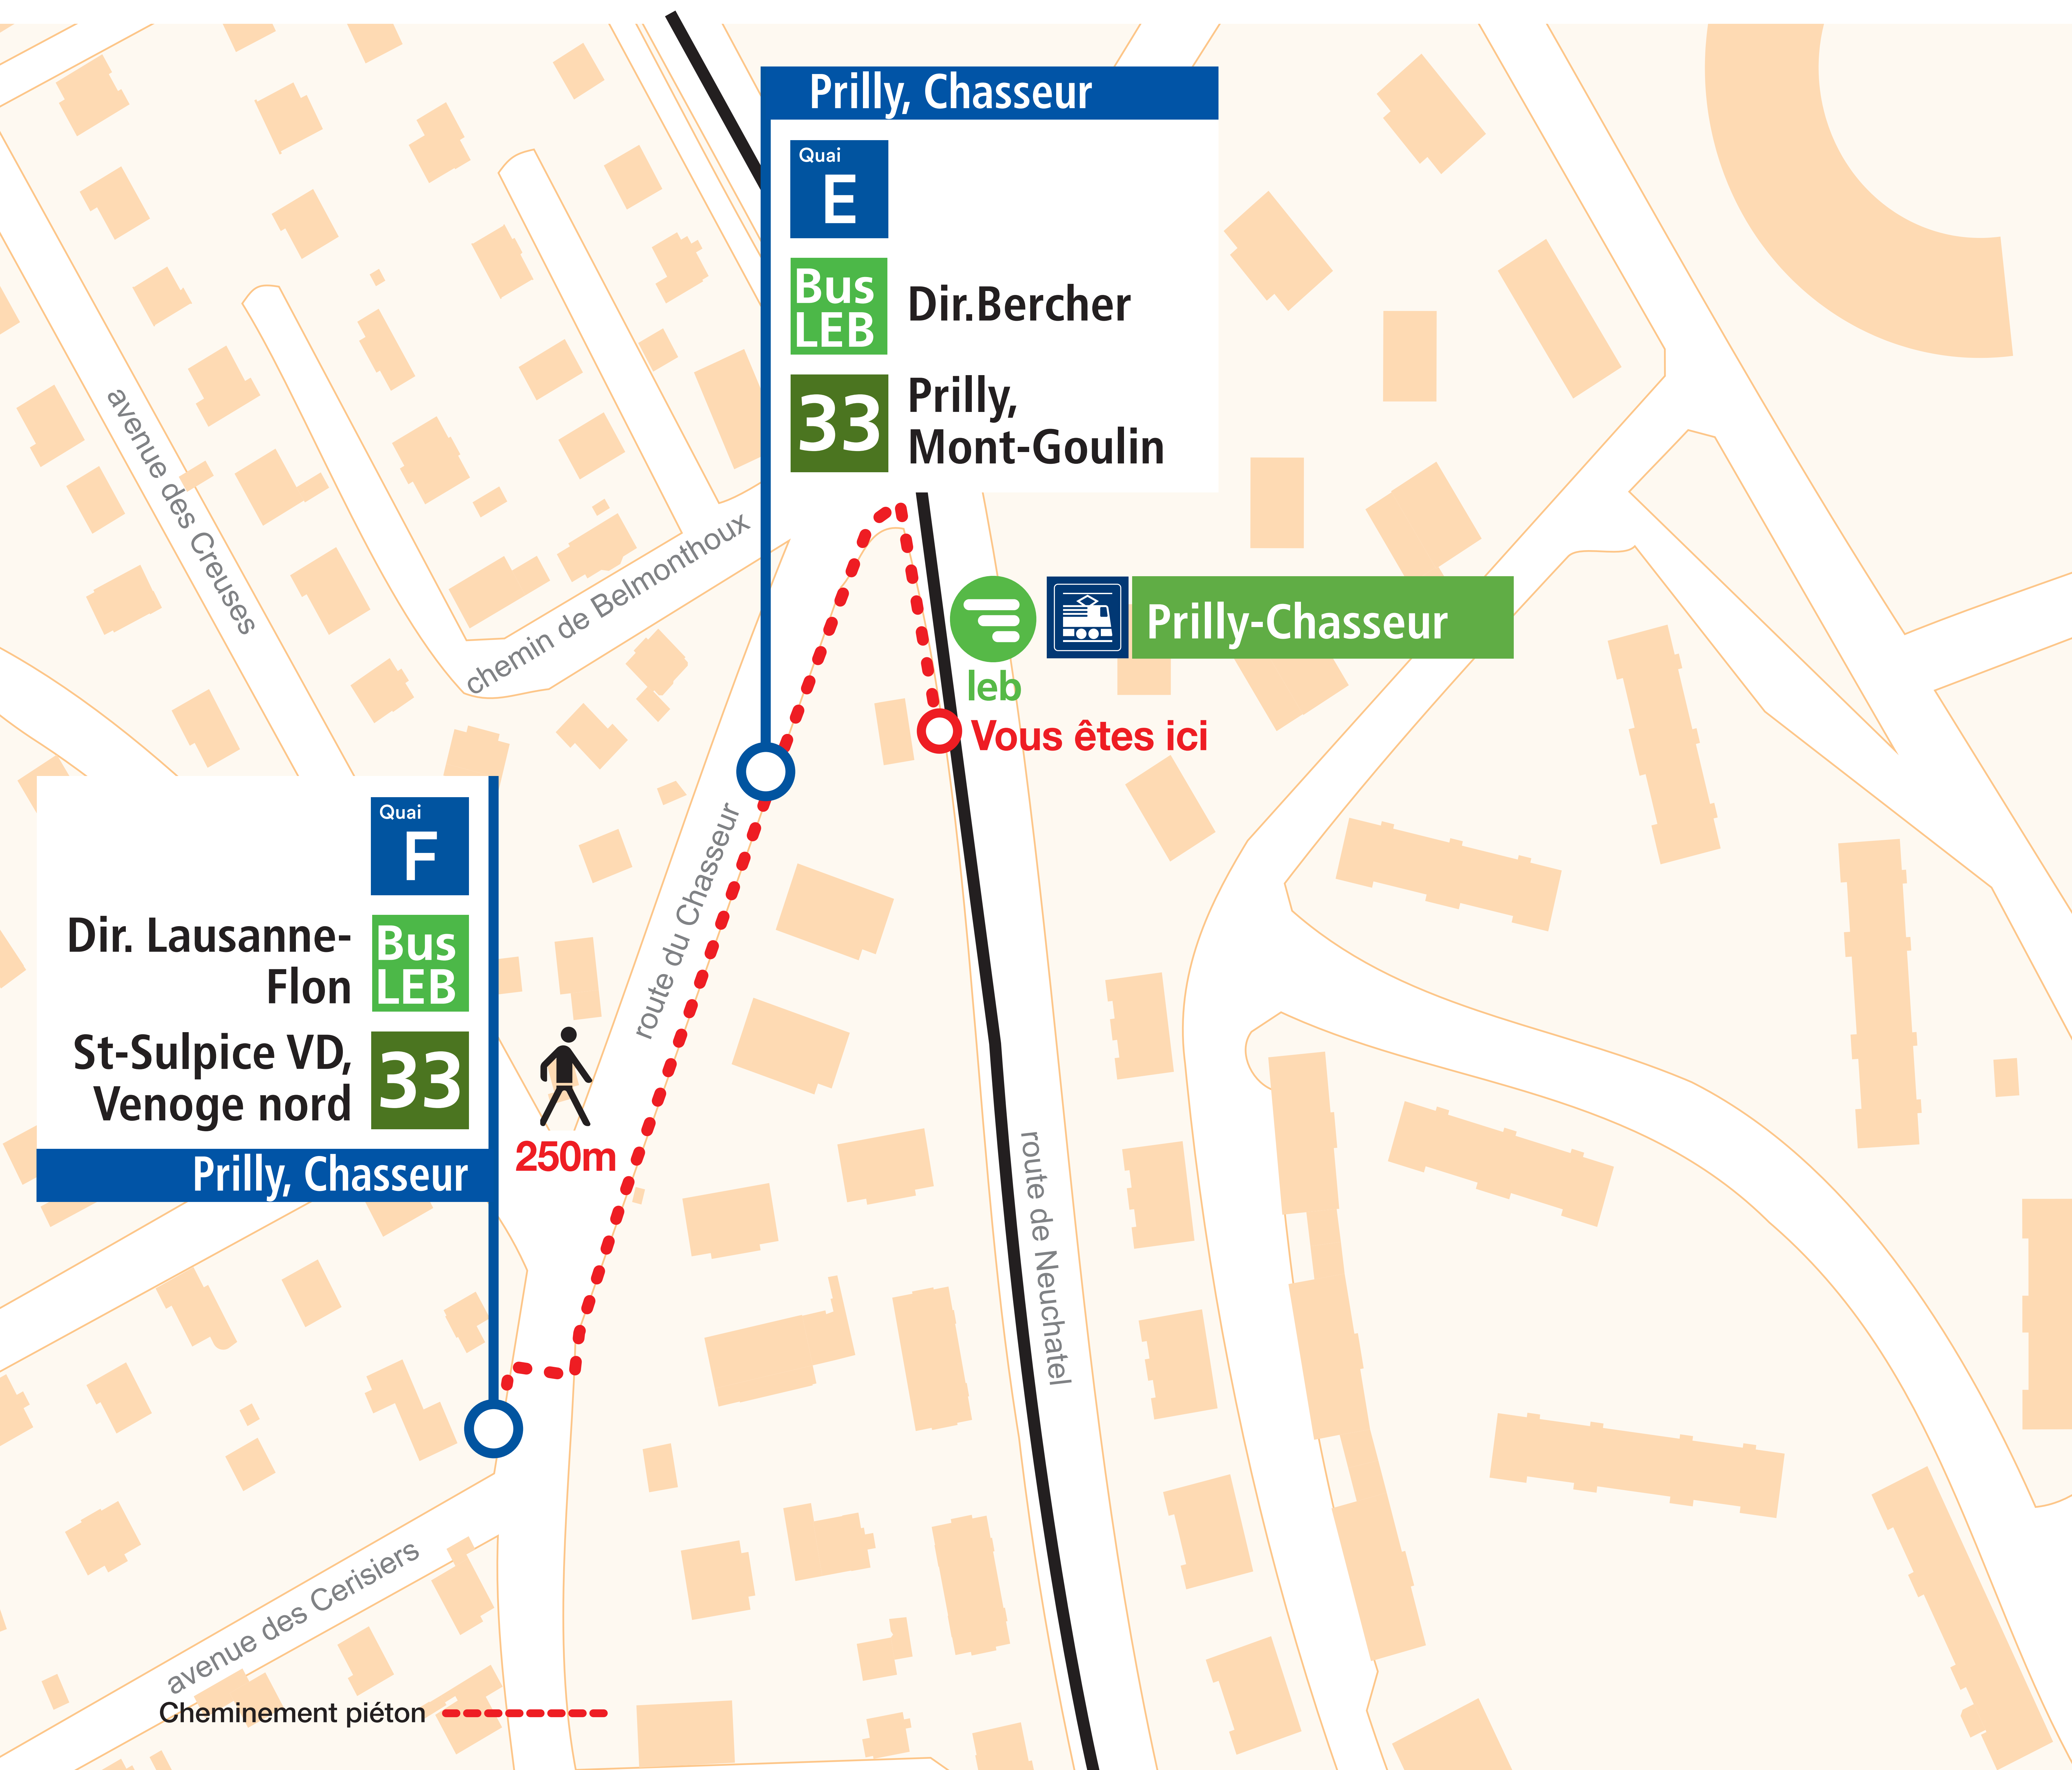 Prilly, Chasseur
Quai
E
Bus
LEB
Dir.Bercher
33
Prilly,
Mont-Goulin
avenue des Creuses
chemin de Belmonthoux
Prilly-Chasseur
leb
Vous êtes ici
Quai
F
Dir. Lausanne-
Flon
Bus
LEB
St-Sulpice VD,
Venoge nord
33
Prilly, Chasseur
route du Chasseur
250m
route de Neuchatel
avenue des Cerisiers
Cheminement piéton